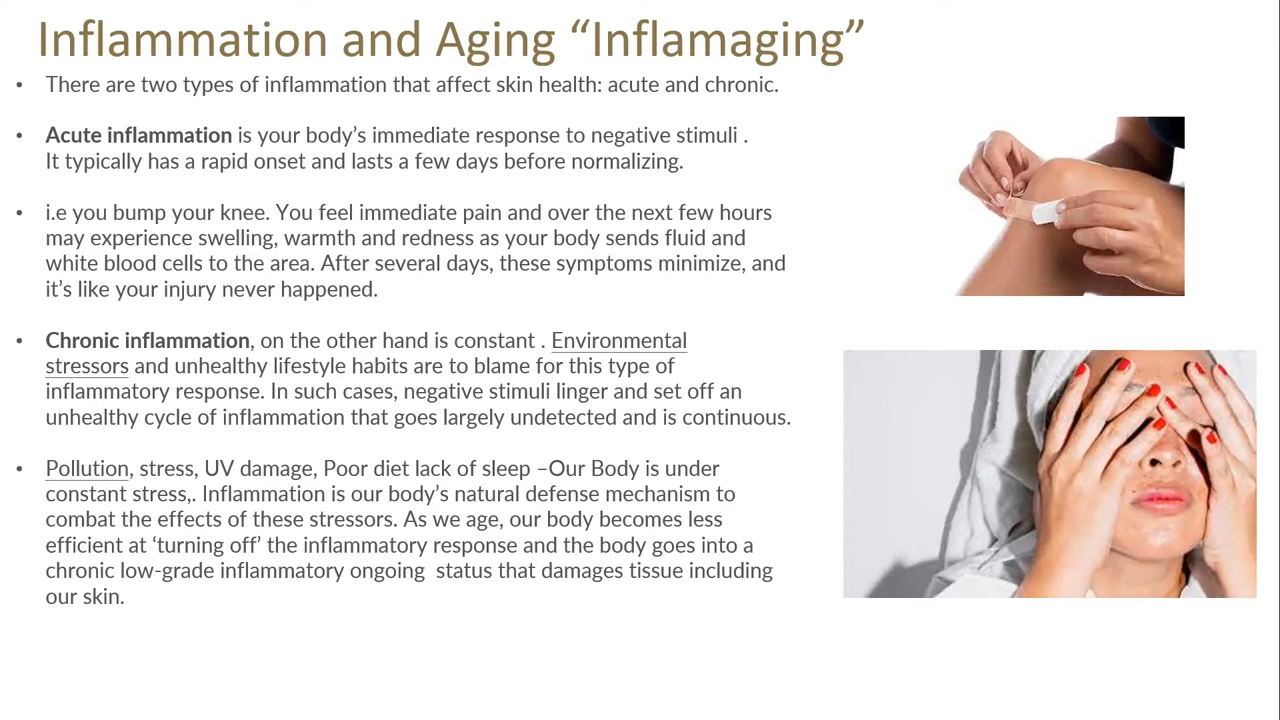 Inflammation and Aging “Inflamaging”
• There are two types of inflammation that affect skin health: acute and chronic.
• Acute inflammation is your body’s immediate response to negative stimuli .
It typically has a rapid onset and lasts a few days before normalizing.
• i.e you bump your knee. You feel immediate pain and over the next few hours
may experience swelling, warmth and redness as your body sends fluid and
white blood cells to the area. After several days, these symptoms minimize, and
it’s like your injury never happened.
• Chronic inflammation, on the other hand is constant . Environmental
stressors and unhealthy lifestyle habits are to blame for this type of
inflammatory response. In such cases, negative stimuli linger and set off an
unhealthy cycle of inflammation that goes largely undetected and is continuous.
• Pollution, stress, UV damage, Poor diet lack of sleep –Our Body is under
constant stress,. Inflammation is our body’s natural defense mechanism to
combat the effects of these stressors. As we age, our body becomes less
efficient at ‘turning off’ the inflammatory response and the body goes into a
chronic low-grade inflammatory ongoing  status that damages tissue including
our skin.